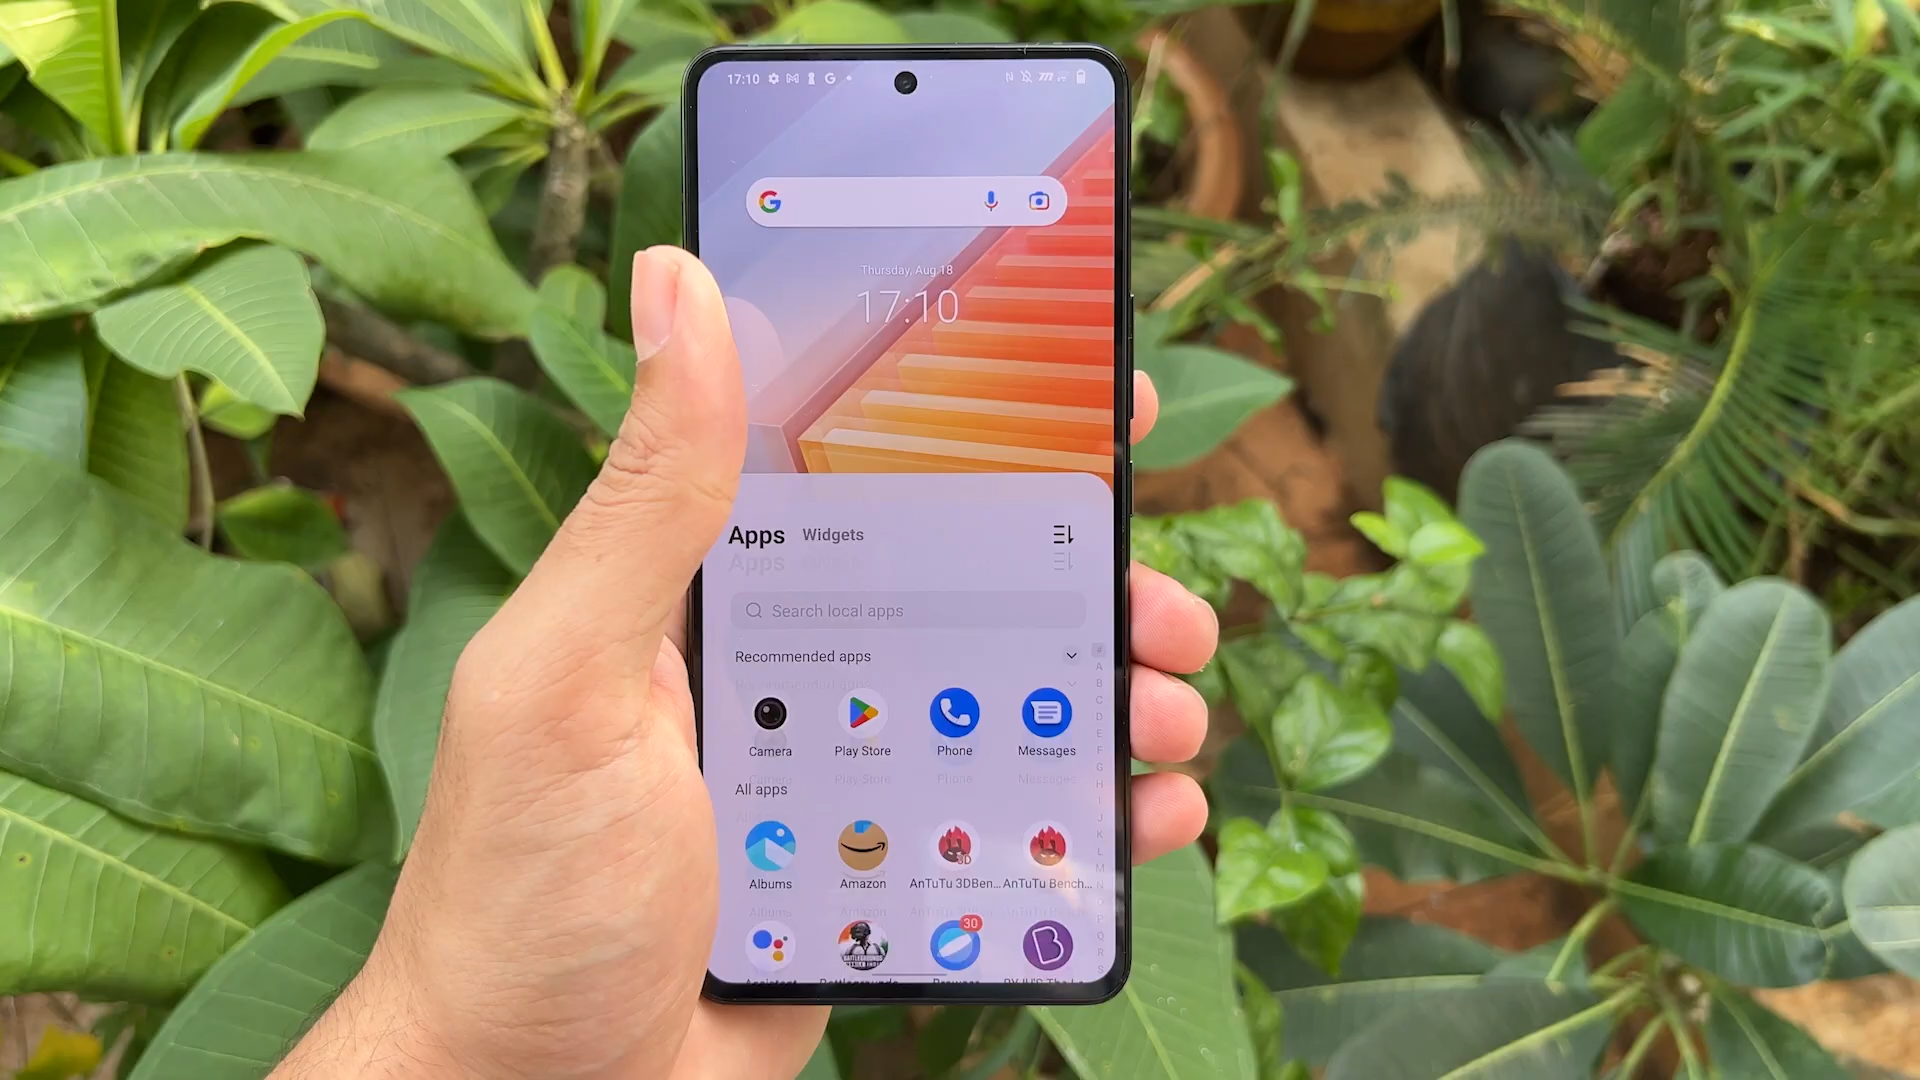 17:10
Thursday, Aug 18
17:10
Apps Widgets
Search local apps
Recommended apps
Camera Play Store Phone Messages
All apps
Albums Amazon AnTuTu 3DBen... AnTuTu Bench...
3D
30
#
A
B
C
D
E
F
G
H
I
J
K
L
M
N
O
P
Q
R
S